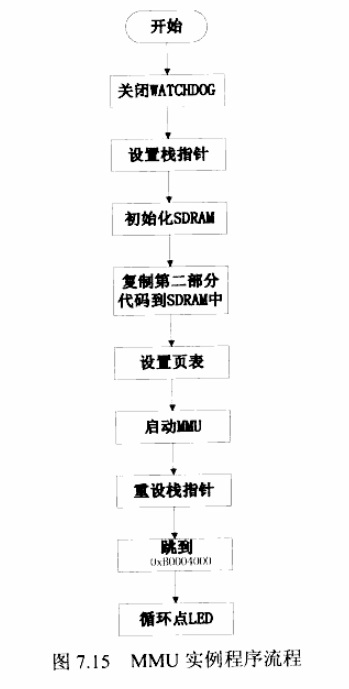 开始
关闭WATCHDOG
设置栈指针
初始化SDRAM
复制第二部分
代码到SDRAM中
设置页表
启动MMU
重设栈指针
跳到
0xB0004000
循环点LED
图 7.15 MMU 实例程序流程